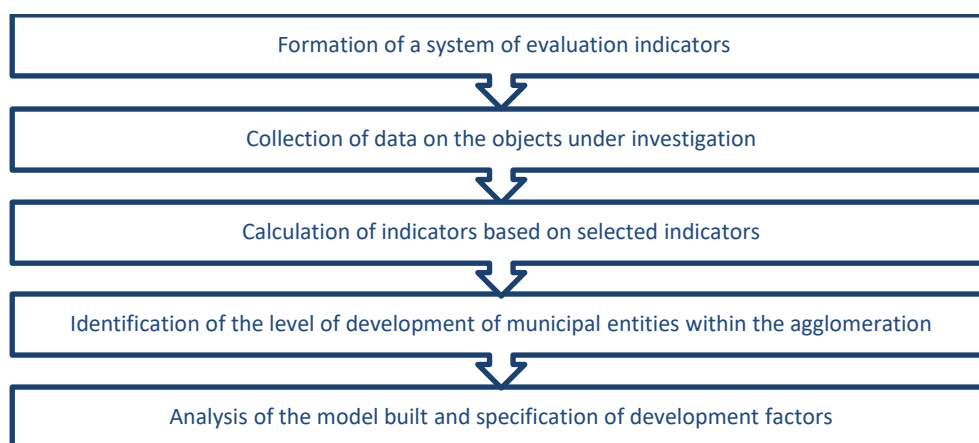 Formation of a system of evaluation indicators
Collection of data on the objects under investigation
Calculation of indicators based on selected indicators
Identification of the level of development of municipal entities within the agglomeration
Analysis of the model built and specification of development factors